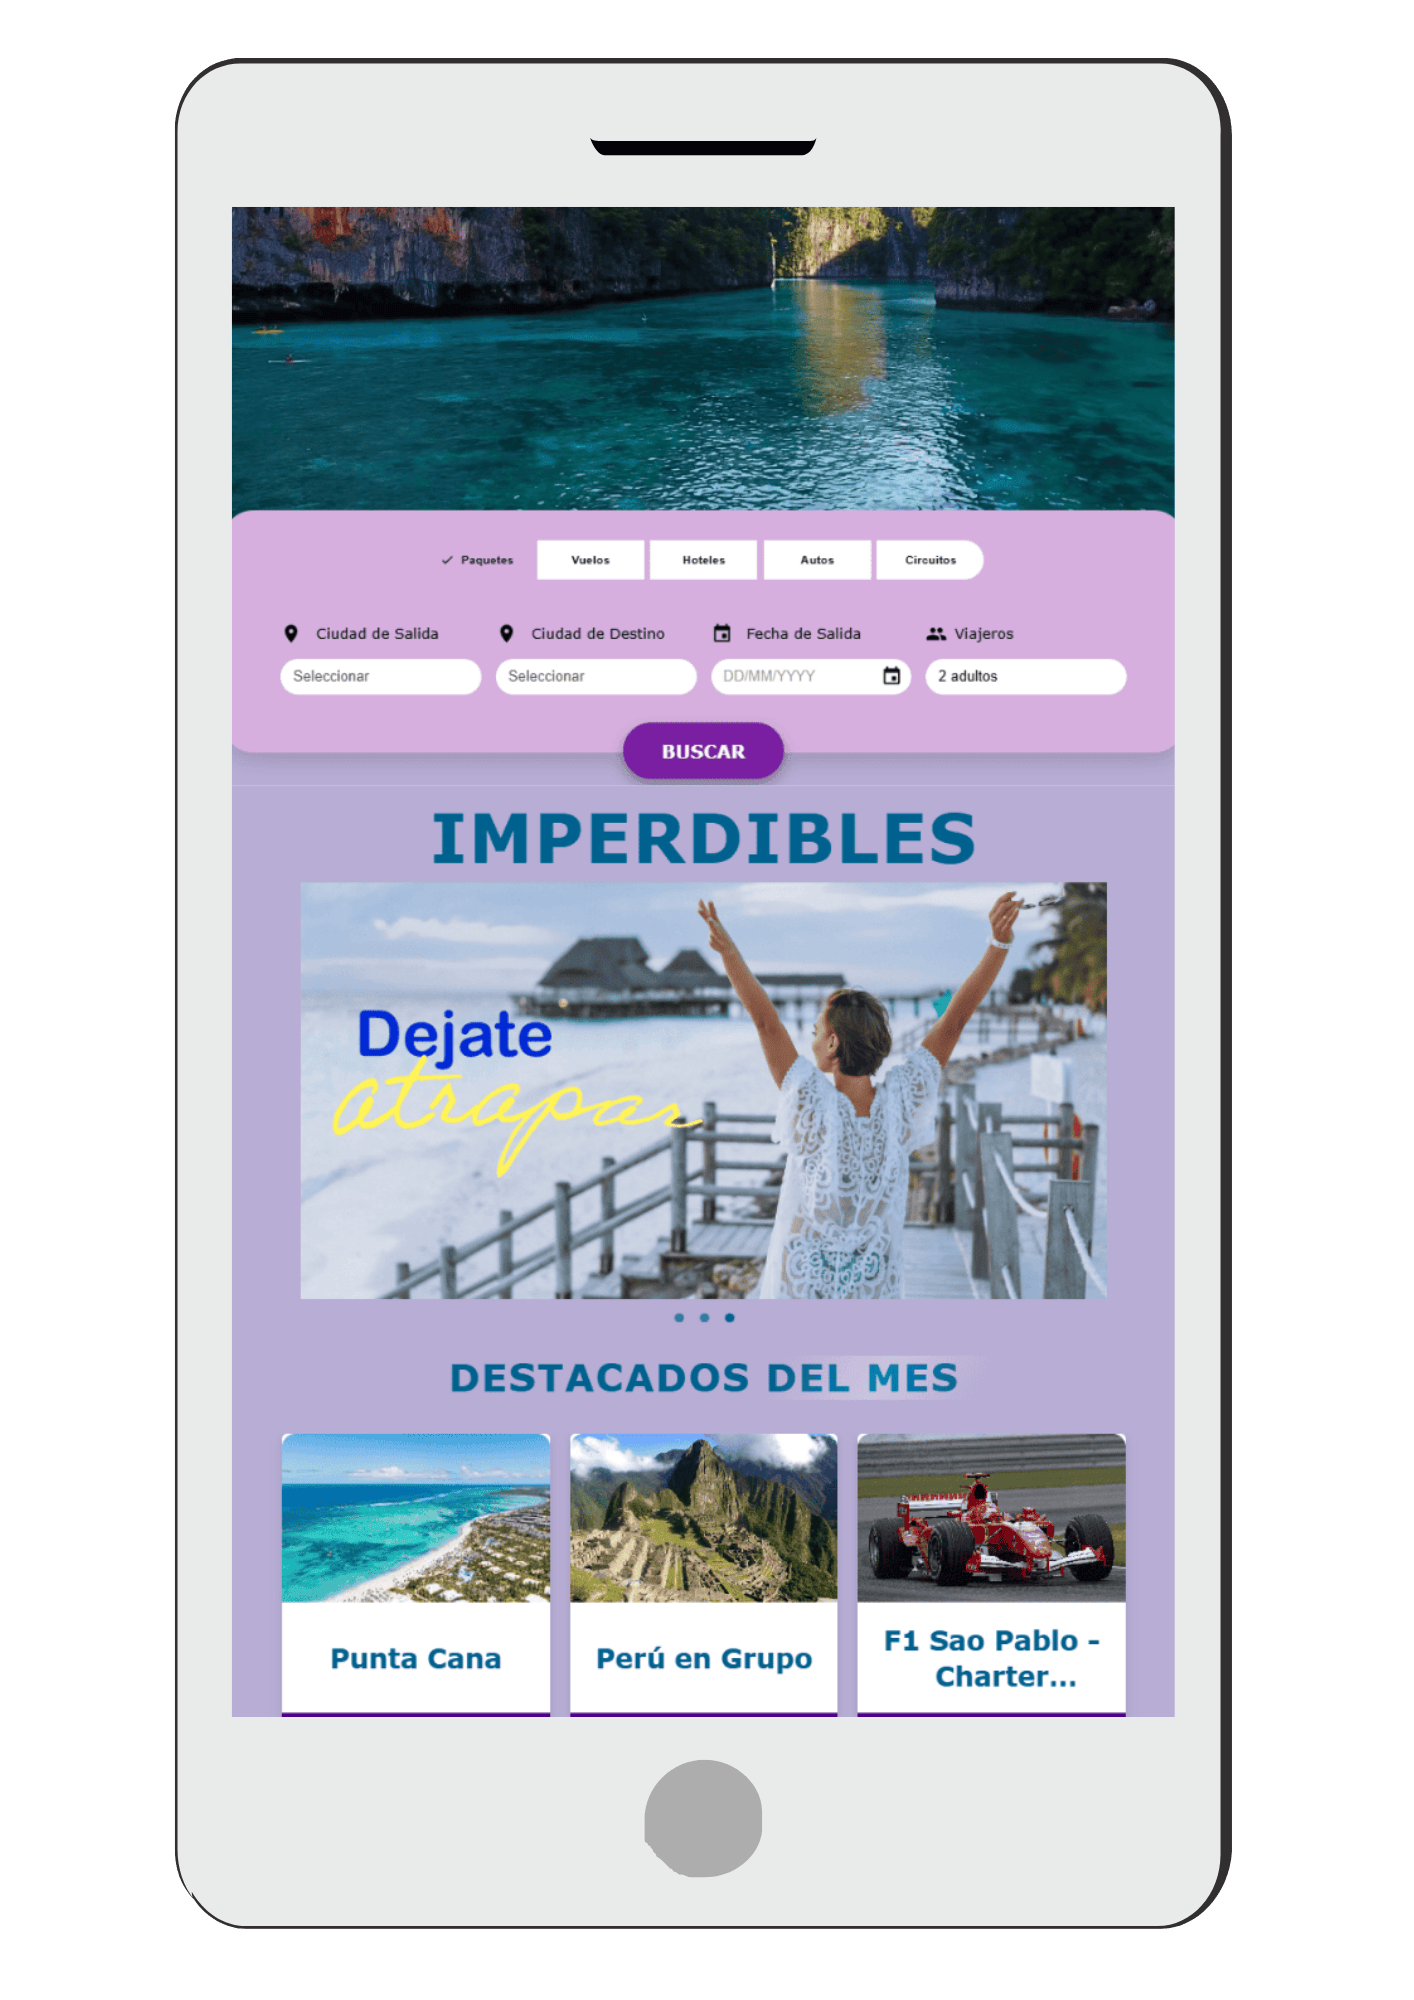 Paquetes Vuelos Hoteles Autos Circuitos
Ciudad de Salida Ciudad de Destino Fecha de Salida Viajeros
Seleccionar Seleccionar DD/MM/YYYY 2 adultos
BUSCAR
IMPERDIBLES
Dejate
atrapar
DESTACADOS DEL MES
Punta Cana
Perú en Grupo
F1 Sao Pablo -
Charter...